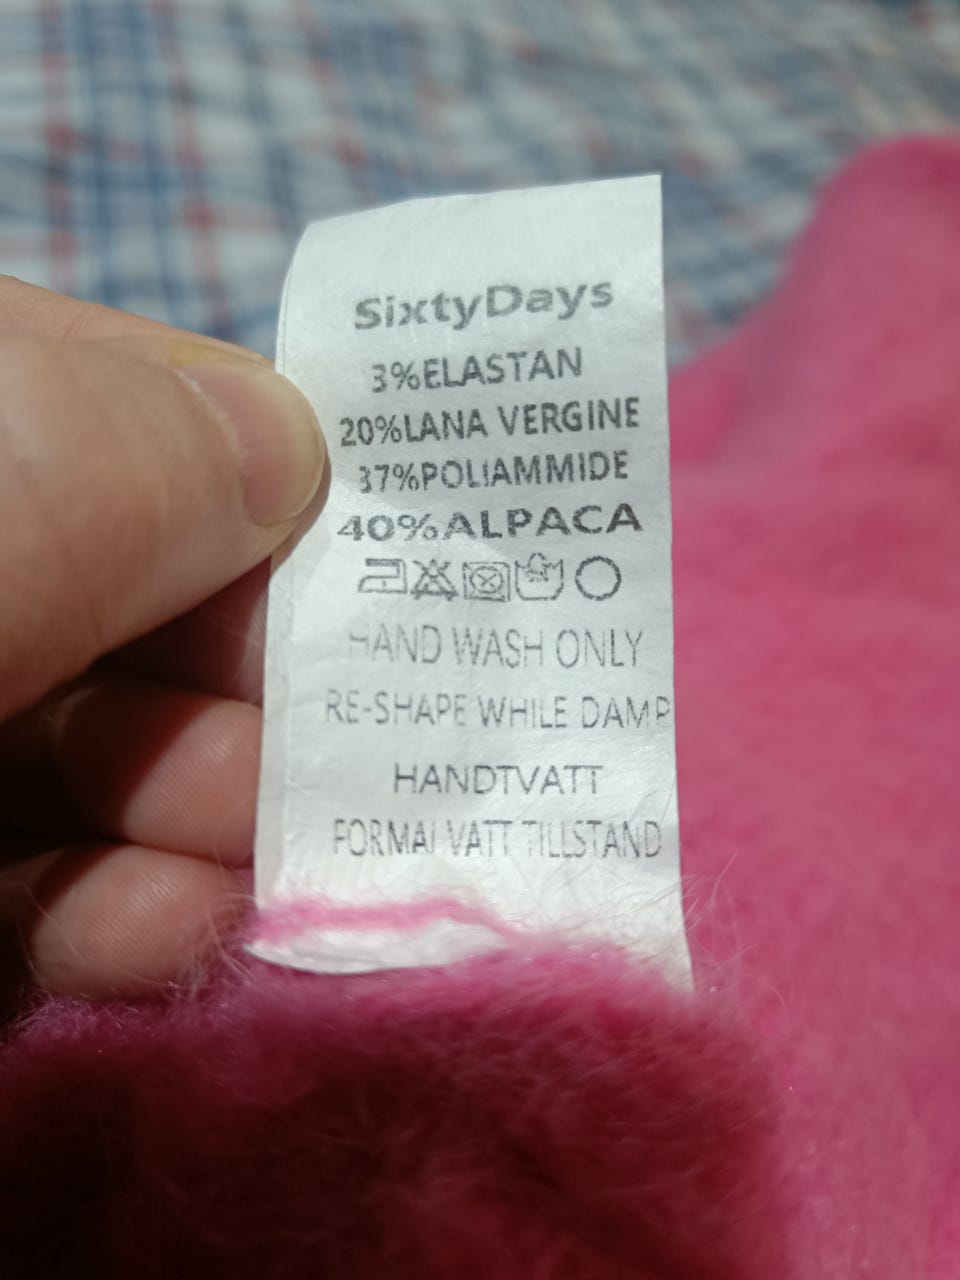 SixtyDays
3%ELASTAN
20%LANA VERGINE
37%POLIAMMIDE
40%ALPACA
HAND WASH ONLY
RE-SHAPE WHILE DAMP
HANDTVATT
FORMAI VATT TILLSTAND